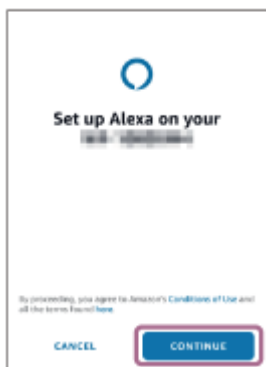 Set up Alexa on your
By proceeding, you agree to Amazon's Conditions of Use and
all the terms found here.
CANCEL
CONTINUE